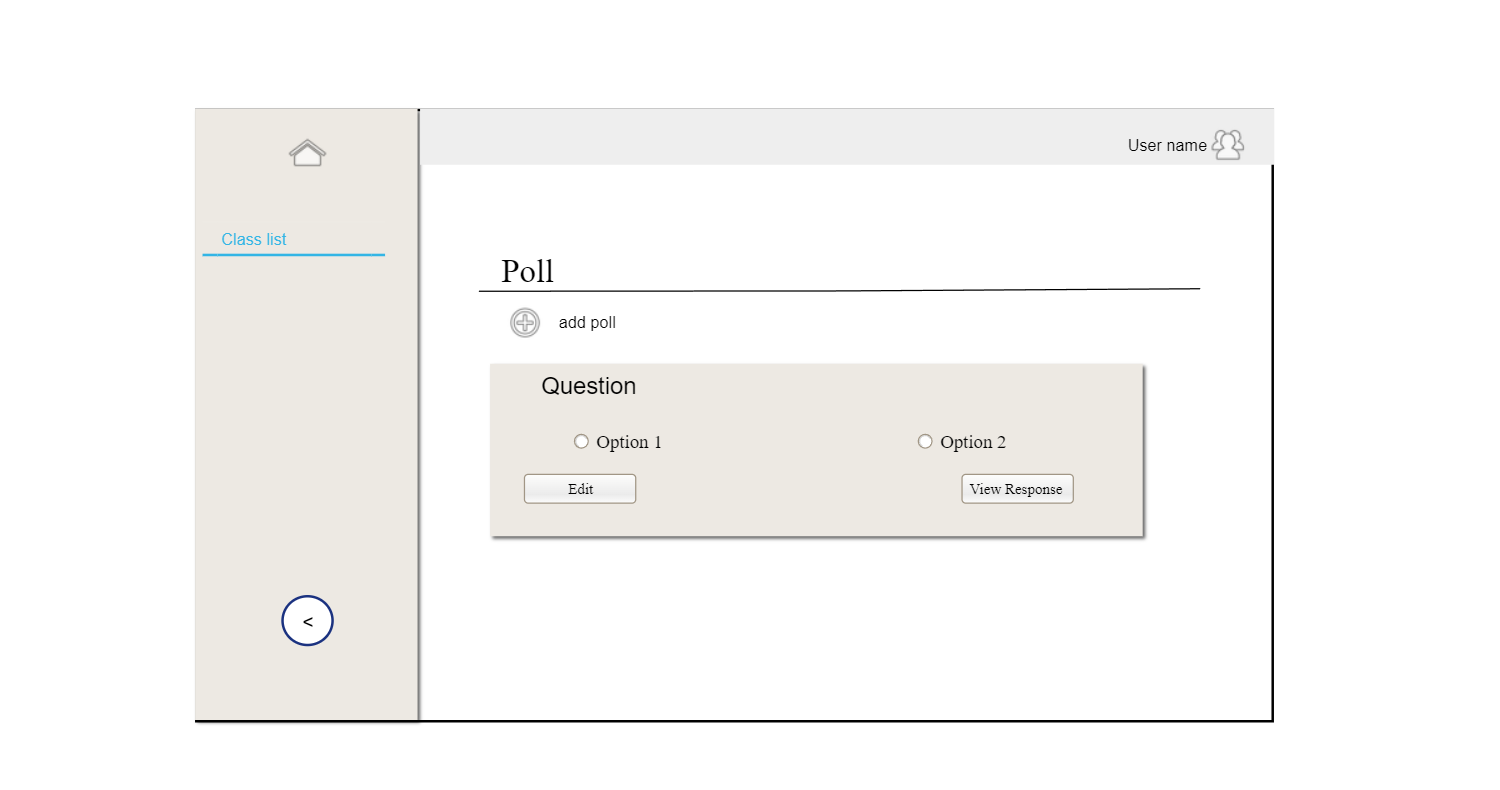 User name
Class list
Poll
add poll
Question
Option 1
Option 2
Edit
View Response
<